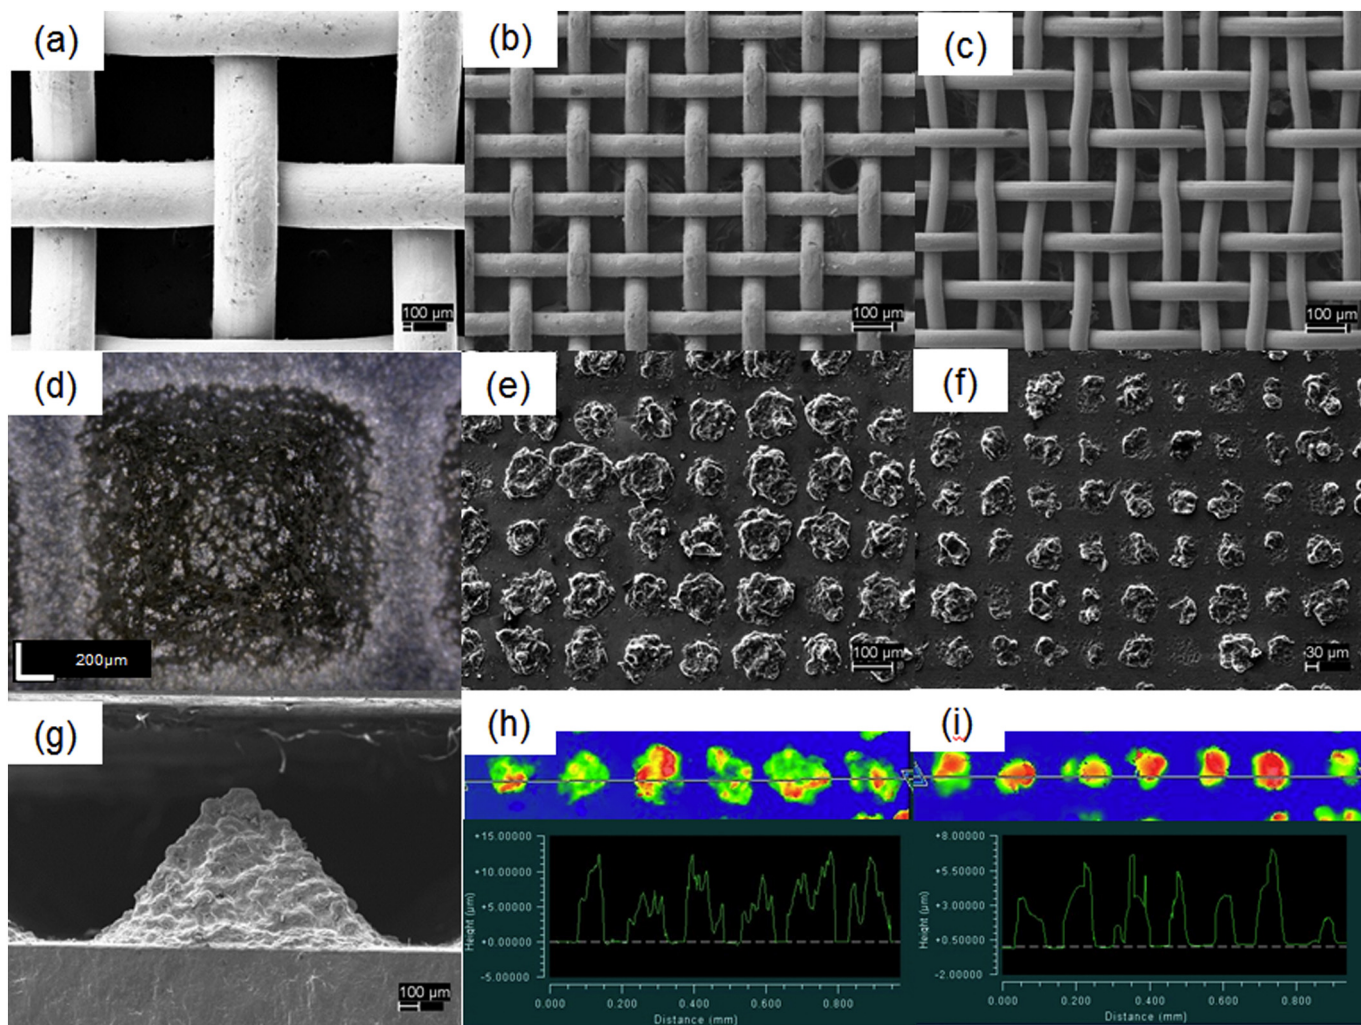 (a)
(b)
(c)
100 µm
100 µm
100 µm
(d)
(e)
(f)
200µm
100 µm
30 µm
(g)
(h)
(i)
100 µm
+15.00000
+10.00000
+5.00000
+0.00000
-5.00000
Height (µm)
0.000
0.200
0.400
0.600
0.800
Distance (mm)
+8.00000
+5.50000
+3.00000
+0.50000
-2.00000
Height (µm)
0.000
0.200
0.400
0.600
0.800
Distance (mm)